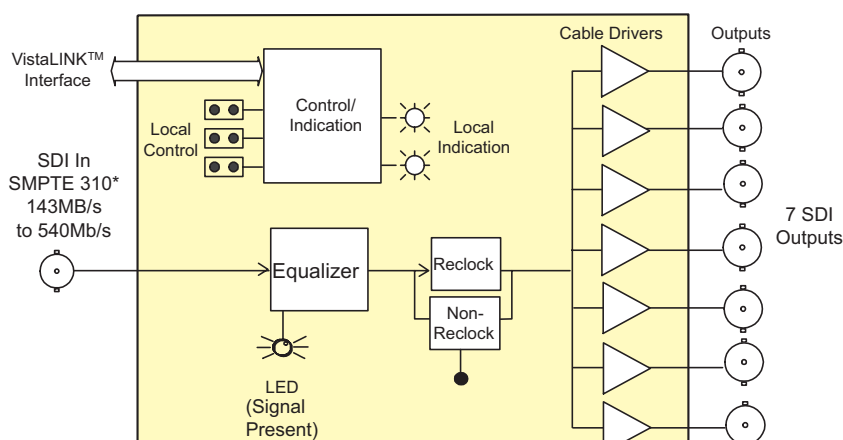 Cable Drivers
Outputs
VistaLINK™
Interface
Control/
Indication
Local
Control
Local
Indication
SDI In
SMPTE 310*
143MB/s
to 540Mb/s
7 SDI
Outputs
Equalizer
Reclock
Non-
Reclock
LED
(Signal
Present)